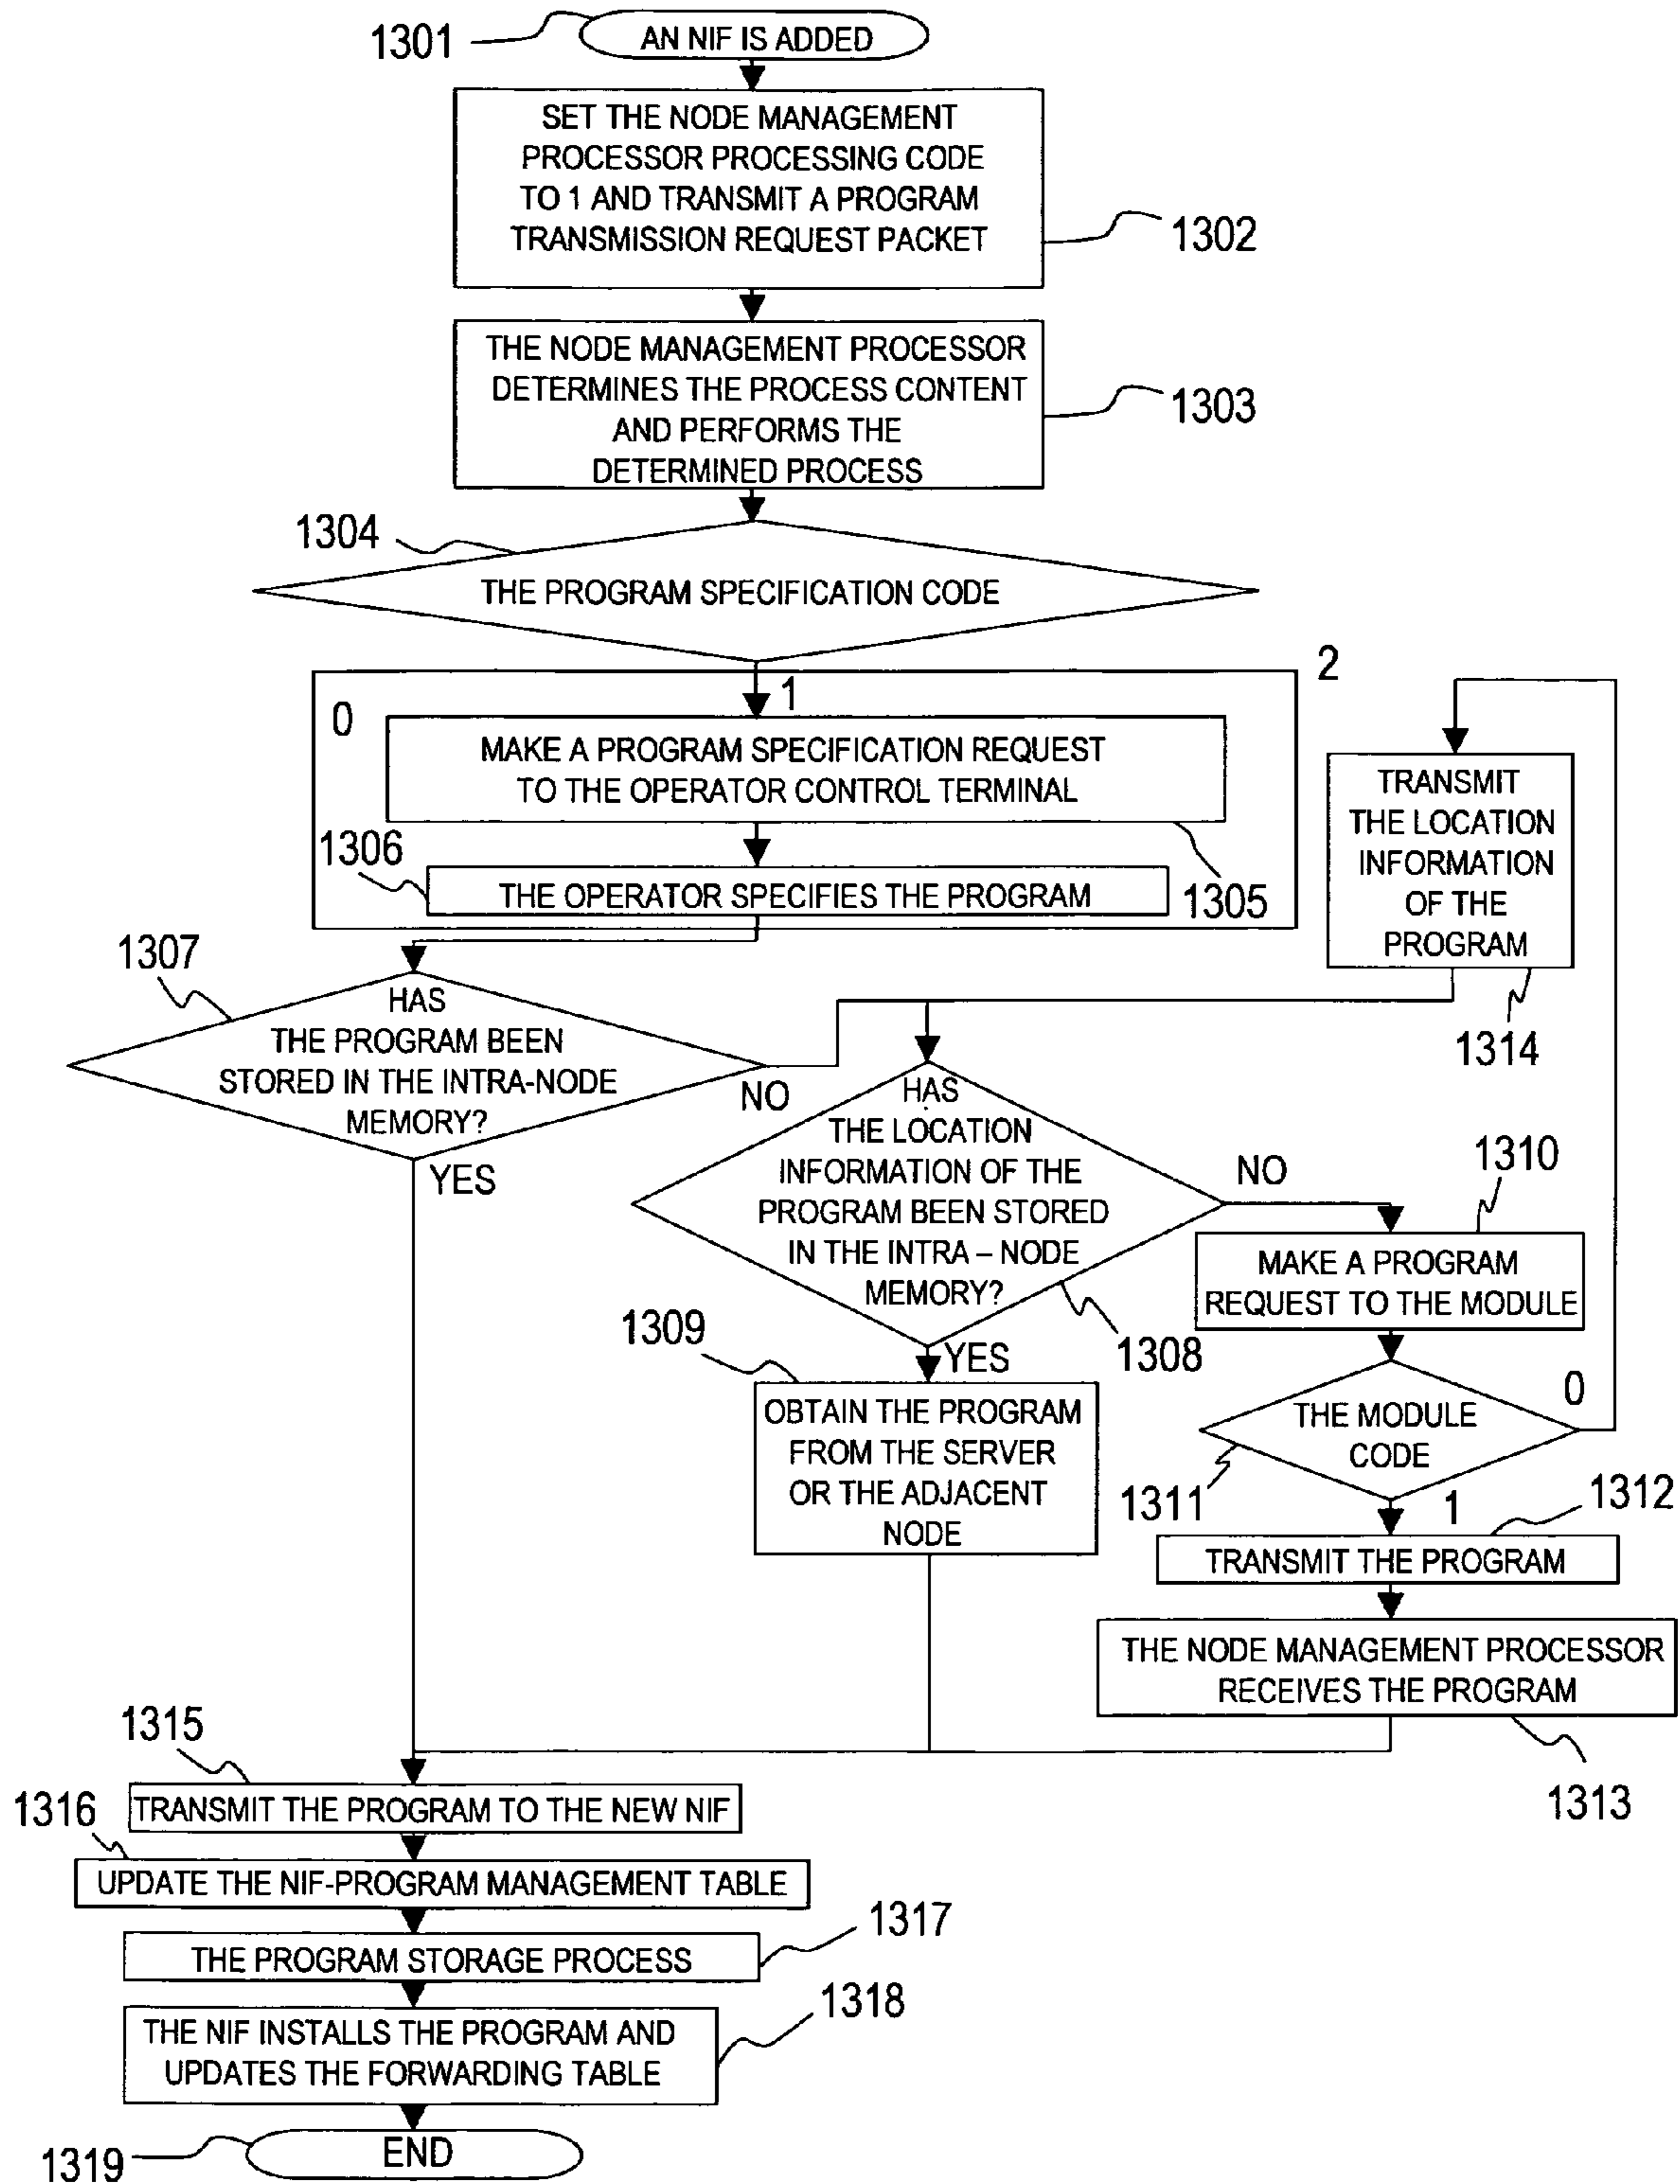 1301
AN NIF IS ADDED
SET THE NODE MANAGEMENT
PROCESSOR PROCESSING CODE
TO 1 AND TRANSMIT A PROGRAM
TRANSMISSION REQUEST PACKET
1302
THE NODE MANAGEMENT PROCESSOR
DETERMINES THE PROCESS CONTENT
AND PERFORMS THE
DETERMINED PROCESS
1303
1304
THE PROGRAM SPECIFICATION CODE
0
1
2
MAKE A PROGRAM SPECIFICATION REQUEST
TO THE OPERATOR CONTROL TERMINAL
1305
1306
THE OPERATOR SPECIFIES THE PROGRAM
1307
HAS
THE PROGRAM BEEN
STORED IN THE INTRA-NODE
MEMORY?
NO
YES
TRANSMIT
THE LOCATION
INFORMATION
OF THE
PROGRAM
1314
HAS
THE LOCATION
INFORMATION OF THE
PROGRAM BEEN STORED
IN THE INTRA – NODE
MEMORY?
NO
YES
1308
1309
OBTAIN THE PROGRAM
FROM THE SERVER
OR THE ADJACENT
NODE
1310
MAKE A PROGRAM
REQUEST TO THE MODULE
THE MODULE
CODE
0
1311
1
1312
TRANSMIT THE PROGRAM
THE NODE MANAGEMENT PROCESSOR
RECEIVES THE PROGRAM
1313
1315
TRANSMIT THE PROGRAM TO THE NEW NIF
1316
UPDATE THE NIF-PROGRAM MANAGEMENT TABLE
1317
THE PROGRAM STORAGE PROCESS
1318
THE NIF INSTALLS THE PROGRAM AND
UPDATES THE FORWARDING TABLE
1319
END